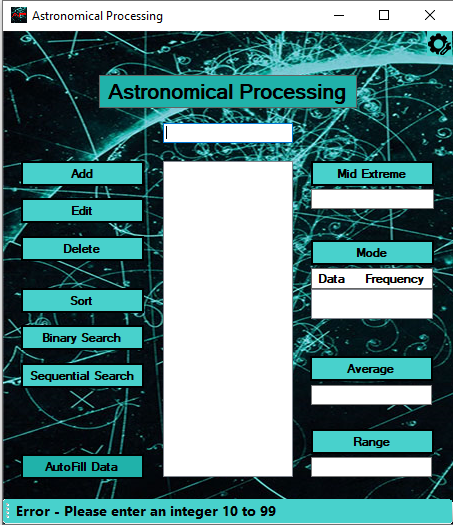 Astronomical Processing
Astronomical Processing
Add
Edit
Delete
Sort
Binary Search
Sequential Search
AutoFill Data
Mid Extreme
Mode
Data Frequency
Average
Range
Error - Please enter an integer 10 to 99